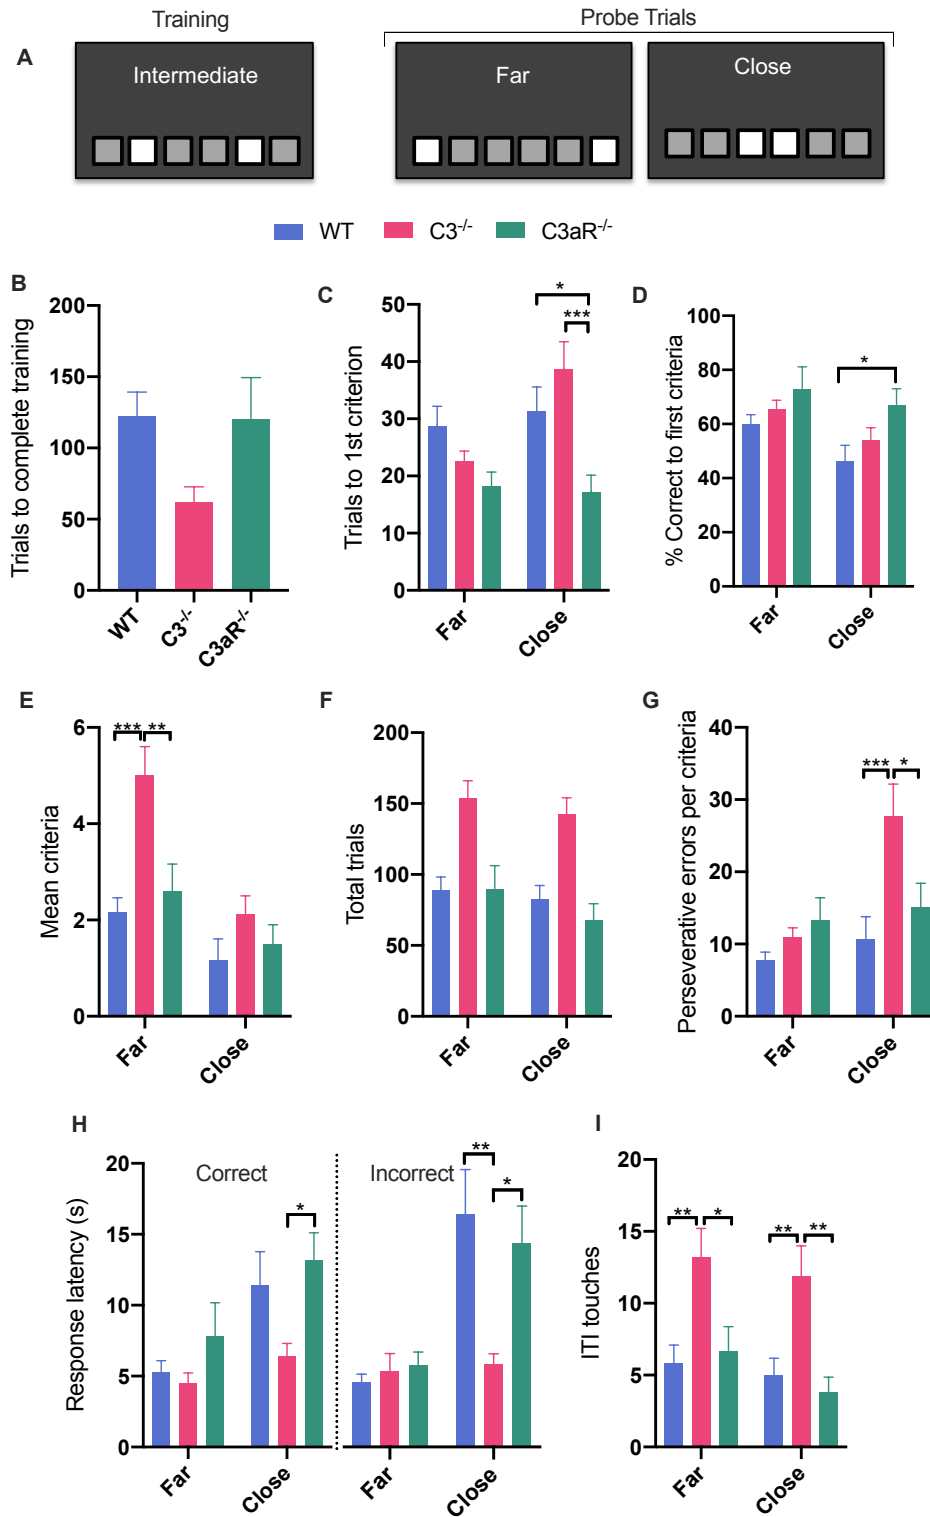 Training
Probe Trials
A
Intermediate
Far
Close
WT
C3-/-
C3aR-/-
B
Trials to complete training
200
150
100
50
0
WT
C3-/-
C3aR-/-
C
Trials to 1st criterion
50
40
30
20
10
0
*
***
Far
Close
D
% Correct to first criteria
100
80
60
40
20
0
*
Far
Close
E
Mean criteria
6
4
2
0
***
**
Far
Close
F
Total trials
200
150
100
50
0
Far
Close
G
Perseverative errors per criteria
40
30
20
10
0
***
*
Far
Close
H
Response latency (s)
20
15
10
5
0
Correct
Incorrect
*
**
*
Far
Close
Far
Close
I
ITI touches
20
15
10
5
0
**
*
**
**
Far
Close